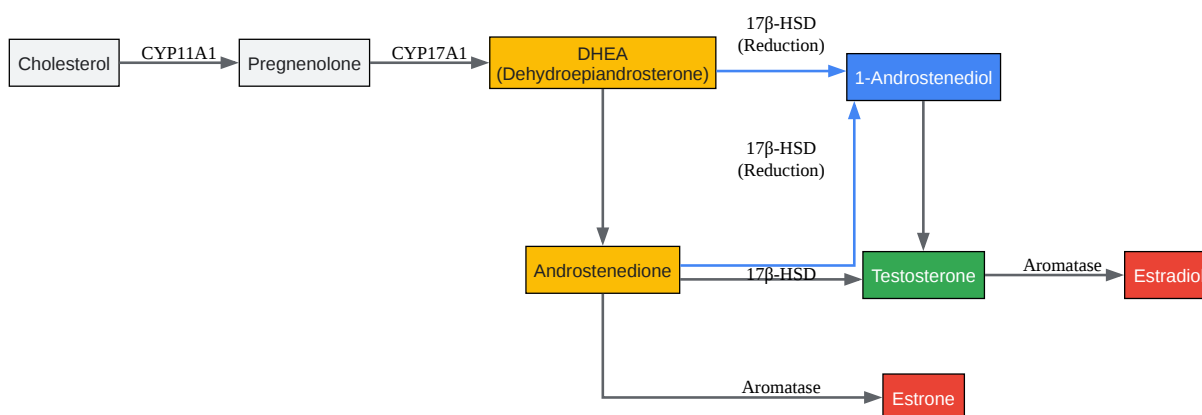 17β-HSD
(Reduction)
CYP11A1
CYP17A1
DHEA
(Dehydroepiandrosterone)
Cholesterol
Pregnenolone
1-Androstenediol
17β-HSD
(Reduction)
Androstenedione
17β-HSD
Testosterone
Aromatase
Estradiol
Aromatase
Estrone